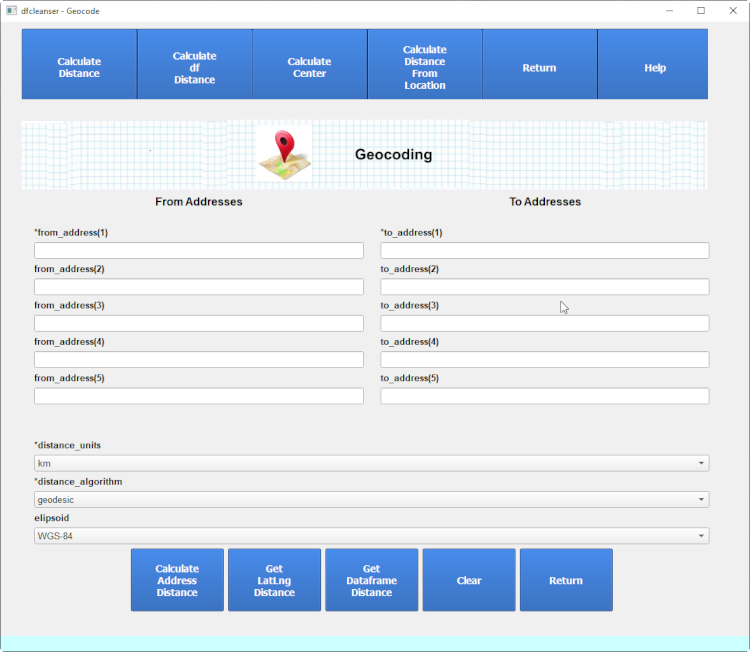 dfcleanser - Geocode
Calculate
Distance
Calculate
df
Distance
Calculate
Center
Calculate
Distance
From
Location
Return
Help
Geocoding
From Addresses
To Addresses
*from_address(1)
*to_address(1)
from_address(2)
to_address(2)
from_address(3)
to_address(3)
from_address(4)
to_address(4)
from_address(5)
to_address(5)
*distance_units
km
*distance_algorithm
geodesic
elipsoid
WGS-84
Calculate
Address
Distance
Get
LatLng
Distance
Get
Dataframe
Distance
Clear
Return